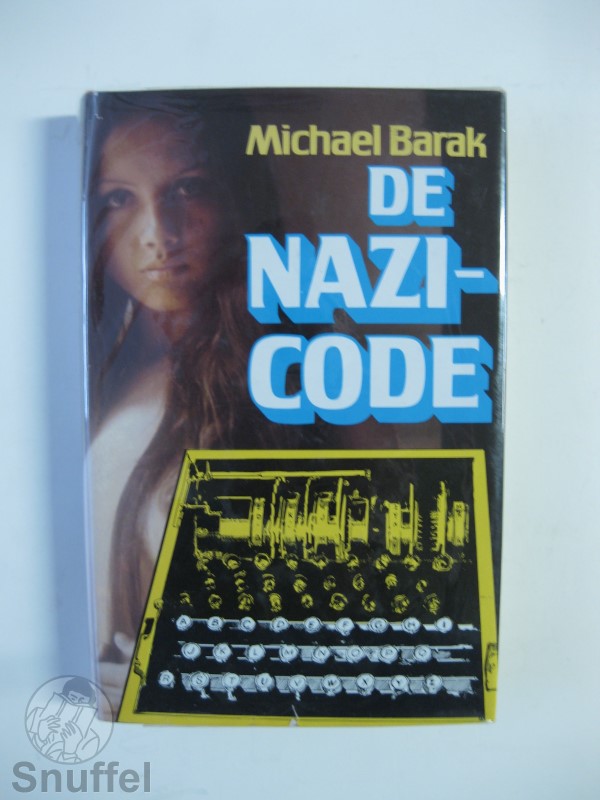 Michael Barak
DE
NAZI-
CODE
A B C D E F G H I
J K L M N O P Q
R S T U V W X Y Z
Snuffel